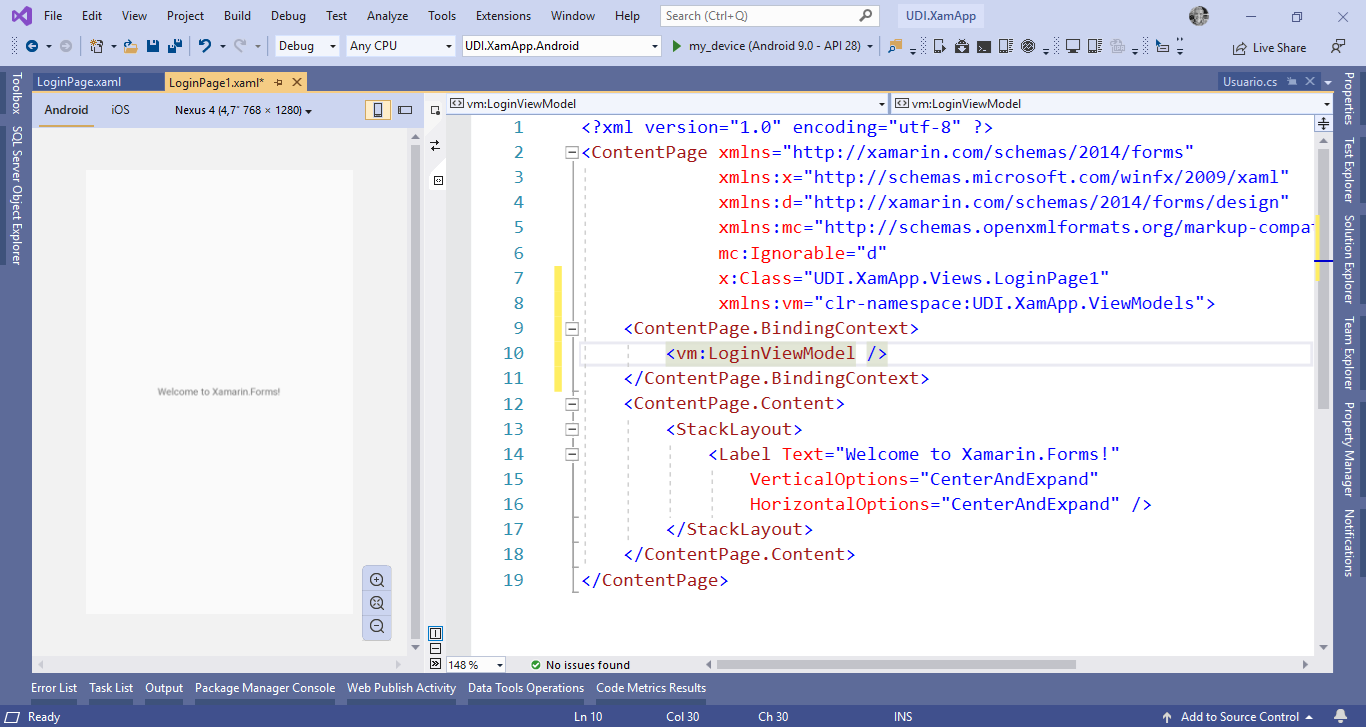 File Edit View Project Build Debug Test Analyze Tools Extensions Window Help Search (Ctrl+Q) UDI.XamApp
Debug Any CPU UDI.XamApp.Android my_device (Android 9.0 - API 28) Live Share
LoginPage.xaml LoginPage1.xaml* Usuario.cs
Android iOS Nexus 4 (4,7" 768 × 1280)
vm:LoginViewModel vm:LoginViewModel
Toolbox
SQL Server Object Explorer
Welcome to Xamarin.Forms!
1 <?xml version="1.0" encoding="utf-8" ?>
2 <ContentPage xmlns="http://xamarin.com/schemas/2014/forms"
3 xmlns:x="http://schemas.microsoft.com/winfx/2009/xaml"
4 xmlns:d="http://xamarin.com/schemas/2014/forms/design"
5 xmlns:mc="http://schemas.openxmlformats.org/markup-compat
6 mc:Ignorable="d"
7 x:Class="UDI.XamApp.Views.LoginPage1"
8 xmlns:vm="clr-namespace:UDI.XamApp.ViewModels">
9 <ContentPage.BindingContext>
10 <vm:LoginViewModel />
11 </ContentPage.BindingContext>
12 <ContentPage.Content>
13 <StackLayout>
14 <Label Text="Welcome to Xamarin.Forms!"
15 VerticalOptions="CenterAndExpand"
16 HorizontalOptions="CenterAndExpand" />
17 </StackLayout>
18 </ContentPage.Content>
19 </ContentPage>
Properties
Test Explorer
Solution Explorer
Team Explorer
Property Manager
Notifications
148 % No issues found
Error List Task List Output Package Manager Console Web Publish Activity Data Tools Operations Code Metrics Results
Ready Ln 10 Col 30 Ch 30 INS Add to Source Control